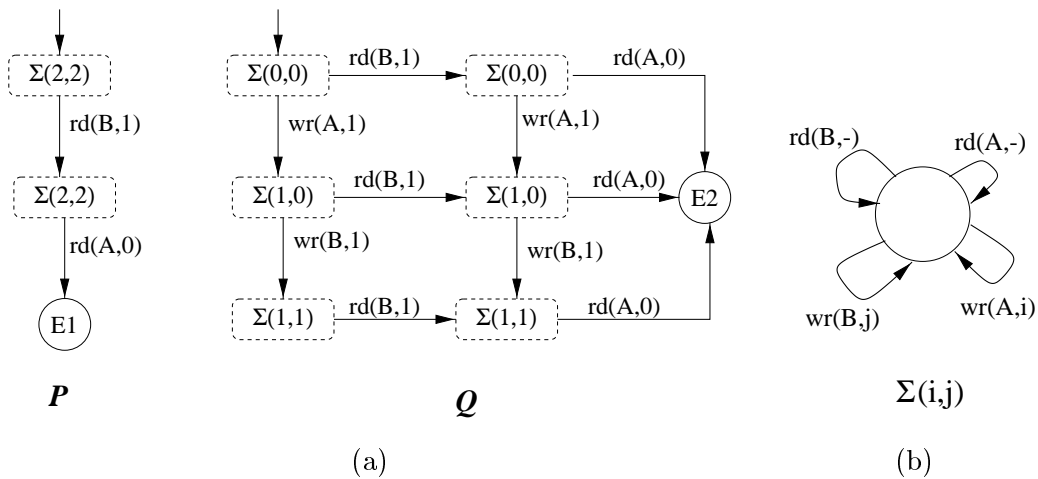 Σ(2,2)
rd(B,1)
Σ(2,2)
rd(A,0)
E1
P
Σ(0,0) rd(B,1) Σ(0,0) rd(A,0)
wr(A,1) wr(A,1)
Σ(1,0) rd(B,1) Σ(1,0) rd(A,0) E2
wr(B,1) wr(B,1)
Σ(1,1) rd(B,1) Σ(1,1) rd(A,0)
Q
(a)
rd(B,-) rd(A,-)
wr(B,j) wr(A,i)
Σ(i,j)
(b)